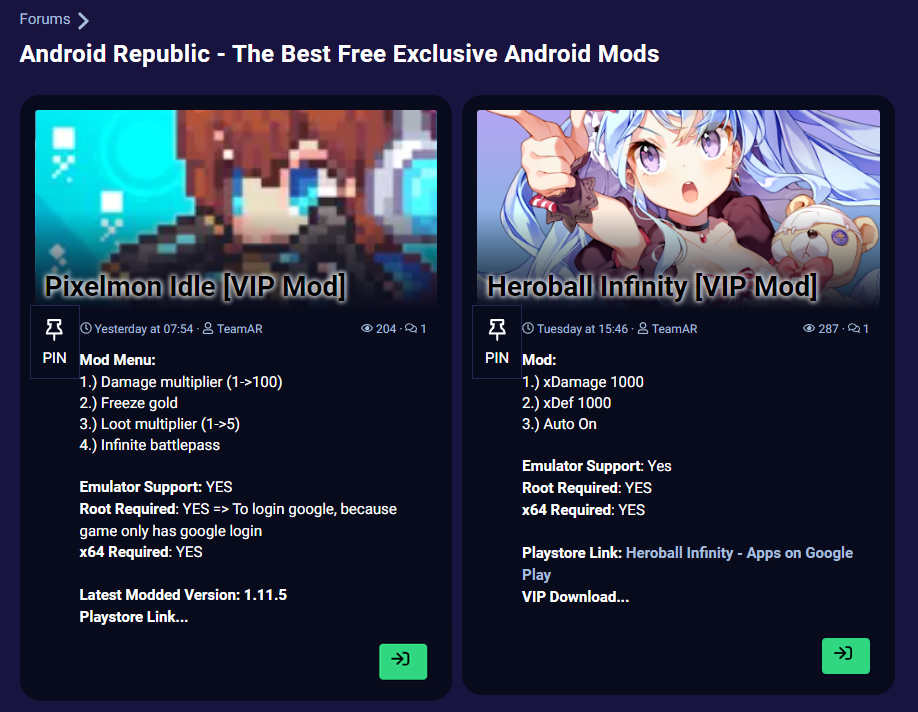 Forums
Android Republic - The Best Free Exclusive Android Mods
Pixelmon Idle [VIP Mod]
PIN
Yesterday at 07:54 · TeamAR
204 · 1
Mod Menu:
1.) Damage multiplier (1->100)
2.) Freeze gold
3.) Loot multiplier (1->5)
4.) Infinite battlepass
Emulator Support: YES
Root Required: YES => To login google, because
game only has google login
x64 Required: YES
Latest Modded Version: 1.11.5
Playstore Link...
Heroball Infinity [VIP Mod]
PIN
Tuesday at 15:46 · TeamAR
287 · 1
Mod:
1.) xDamage 1000
2.) xDef 1000
3.) Auto On
Emulator Support: Yes
Root Required: YES
x64 Required: YES
Playstore Link: Heroball Infinity - Apps on Google
Play
VIP Download...